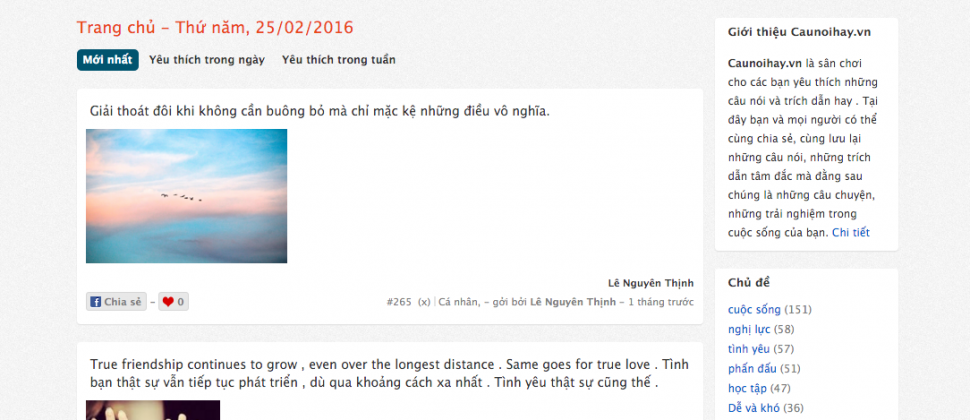 Trang chủ – Thứ năm, 25/02/2016
Mới nhất Yêu thích trong ngày Yêu thích trong tuần
Giải thoát đôi khi không cần buông bỏ mà chỉ mặc kệ những điều vô nghĩa.
Lê Nguyên Thịnh
Chia sẻ – 0 #265 (x) | Cá nhân, – gởi bởi Lê Nguyên Thịnh – 1 tháng trước
True friendship continues to grow , even over the longest distance . Same goes for true love . Tình
bạn thật sự vẫn tiếp tục phát triển , dù qua khoảng cách xa nhất . Tình yêu thật sự cũng thế .
Giới thiệu Caunoihay.vn
Caunoihay.vn là sân chơi
cho các bạn yêu thích những
câu nói và trích dẫn hay . Tại
đây bạn và mọi người có thể
cùng chia sẻ, cùng lưu lại
những câu nói, những trích
dẫn tâm đắc mà đằng sau
chúng là những câu chuyện,
những trải nghiệm trong
cuộc sống của bạn. Chi tiết
Chủ đề
cuộc sống (151)
nghị lực (58)
tình yêu (57)
phấn đấu (51)
học tập (47)
Dễ và khó (36)